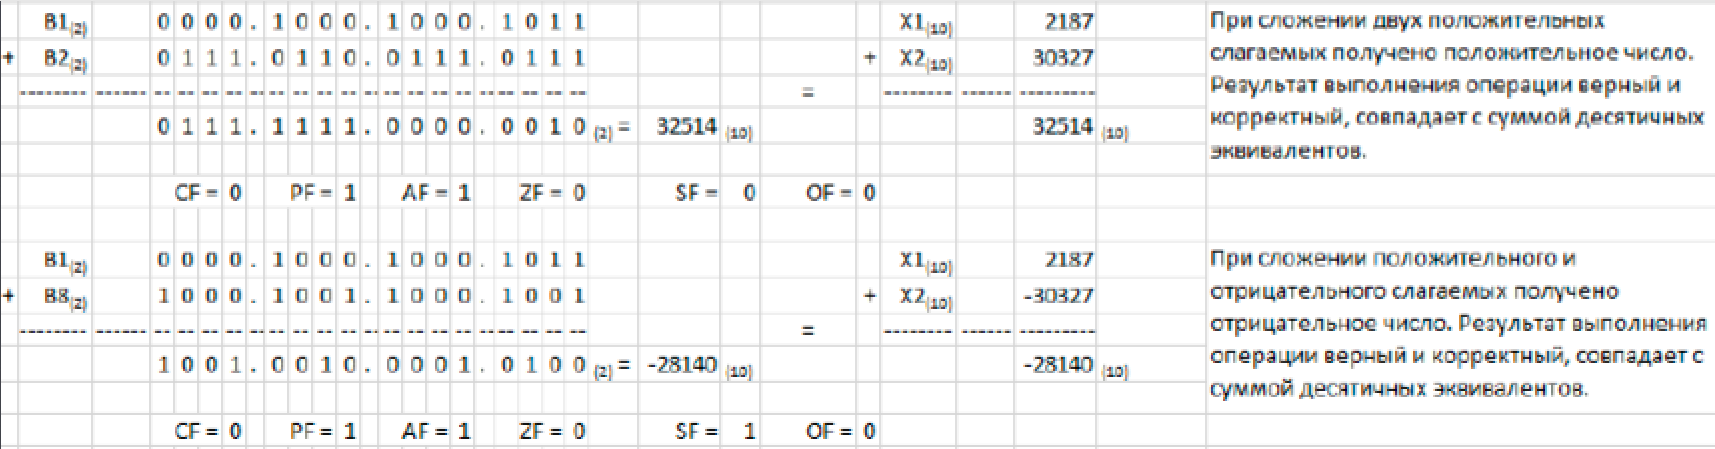 B1(2) 0 0 0 0 . 1 0 0 0 . 1 0 0 0 . 1 0 1 1 X1(10) 2187
+ B2(2) 0 1 1 1 . 0 1 1 0 . 0 1 1 1 . 0 1 1 1 + X2(10) 30327
-------- ------ -- -- -- -- -- -- -- -- -- -- -- -- -- -- -- -- -- -- -- = -------- ------ ---------
0 1 1 1 . 1 1 1 1 . 0 0 0 0 . 0 0 1 0 (2) = 32514 (10) 32514 (10)
CF = 0 PF = 1 AF = 1 ZF = 0 SF = 0 OF = 0
При сложении двух положительных
слагаемых получено положительное число.
Результат выполнения операции верный и
корректный, совпадает с суммой десятичных
эквивалентов.
B1(2) 0 0 0 0 . 1 0 0 0 . 1 0 0 0 . 1 0 1 1 X1(10) 2187
+ B8(2) 1 0 0 0 . 1 0 0 1 . 1 0 0 0 . 1 0 0 1 + X2(10) -30327
-------- ------ -- -- -- -- -- -- -- -- -- -- -- -- -- -- -- -- -- -- -- = -------- ------ ---------
1 0 0 1 . 0 0 1 0 . 0 0 0 1 . 0 1 0 0 (2) = -28140 (10) -28140 (10)
CF = 0 PF = 1 AF = 1 ZF = 0 SF = 1 OF = 0
При сложении положительного и
отрицательного слагаемых получено
отрицательное число. Результат выполнения
операции верный и корректный, совпадает с
суммой десятичных эквивалентов.